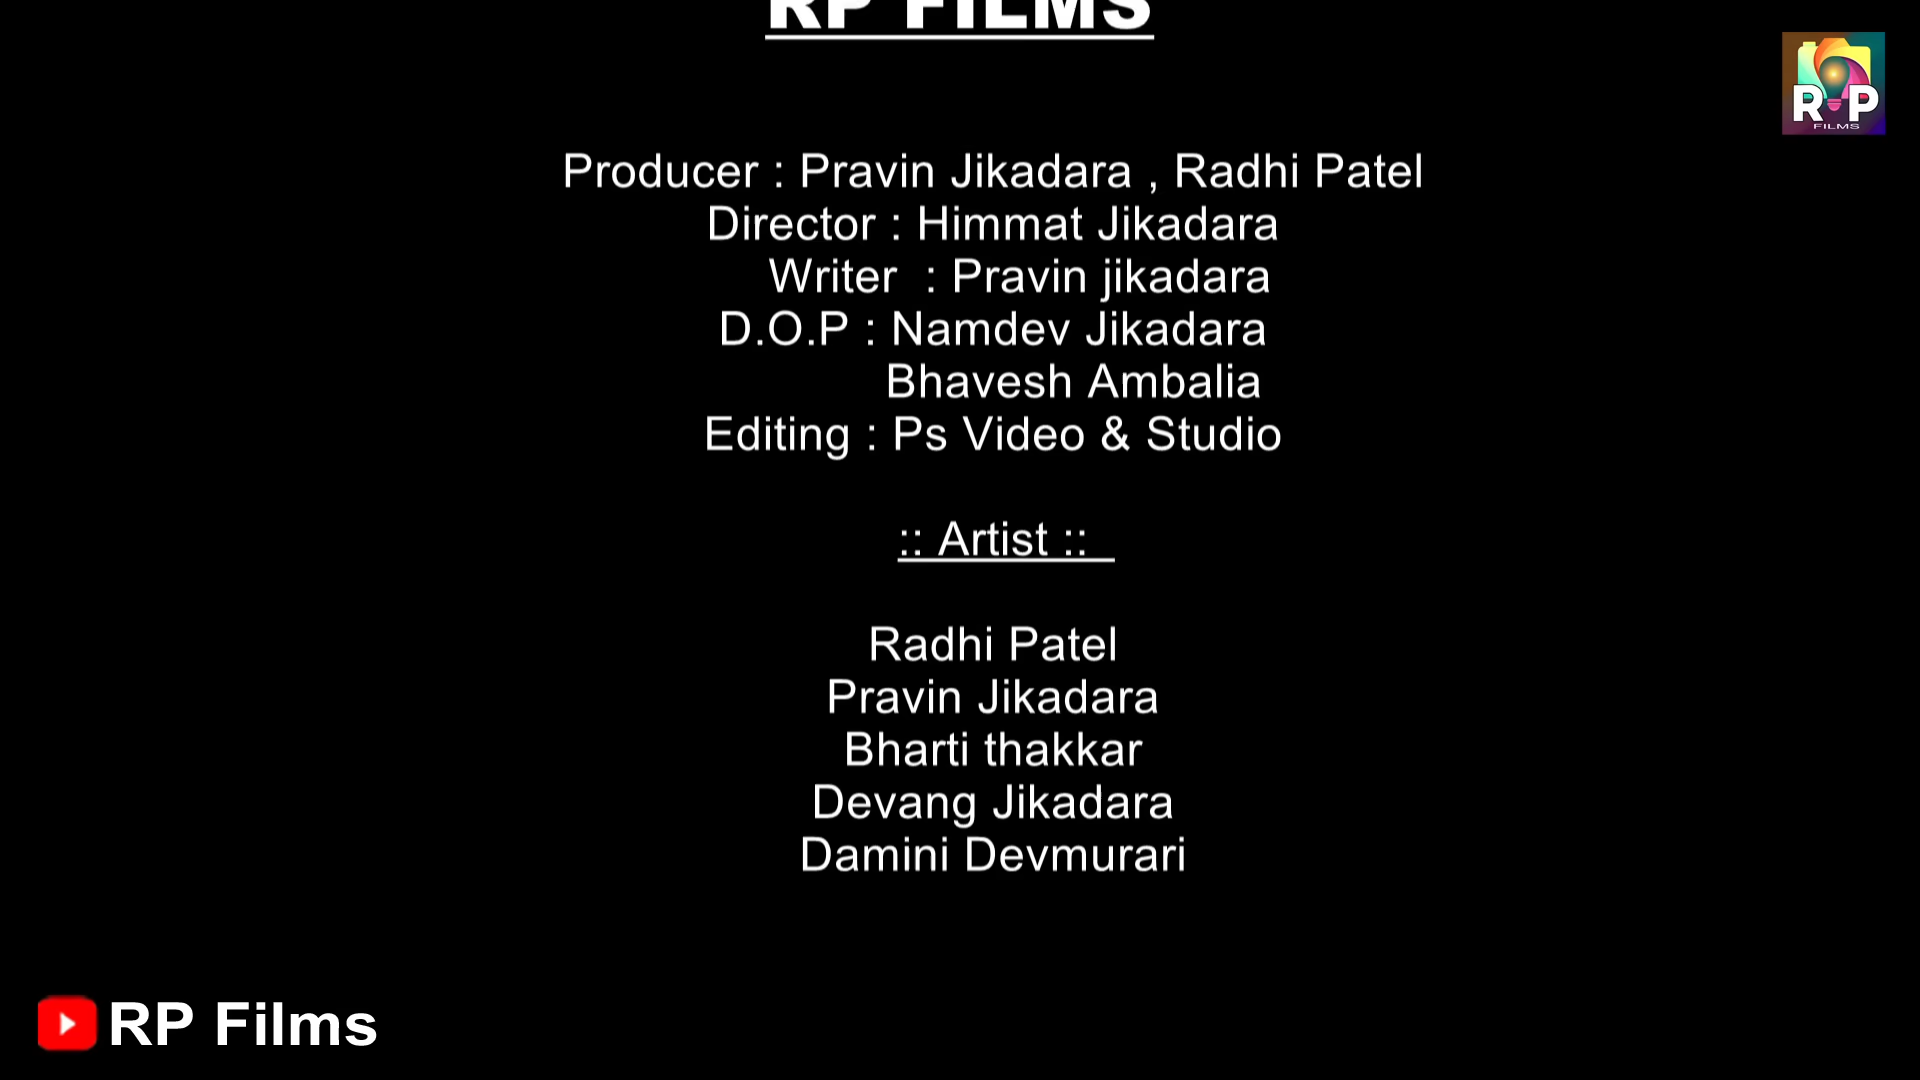 RP FILMS
R P
FILMS
Producer : Pravin Jikadara , Radhi Patel
Director : Himmat Jikadara
Writer  : Pravin jikadara
D.O.P : Namdev Jikadara
Bhavesh Ambalia
Editing : Ps Video & Studio
:: Artist ::
Radhi Patel
Pravin Jikadara
Bharti thakkar
Devang Jikadara
Damini Devmurari
RP Films